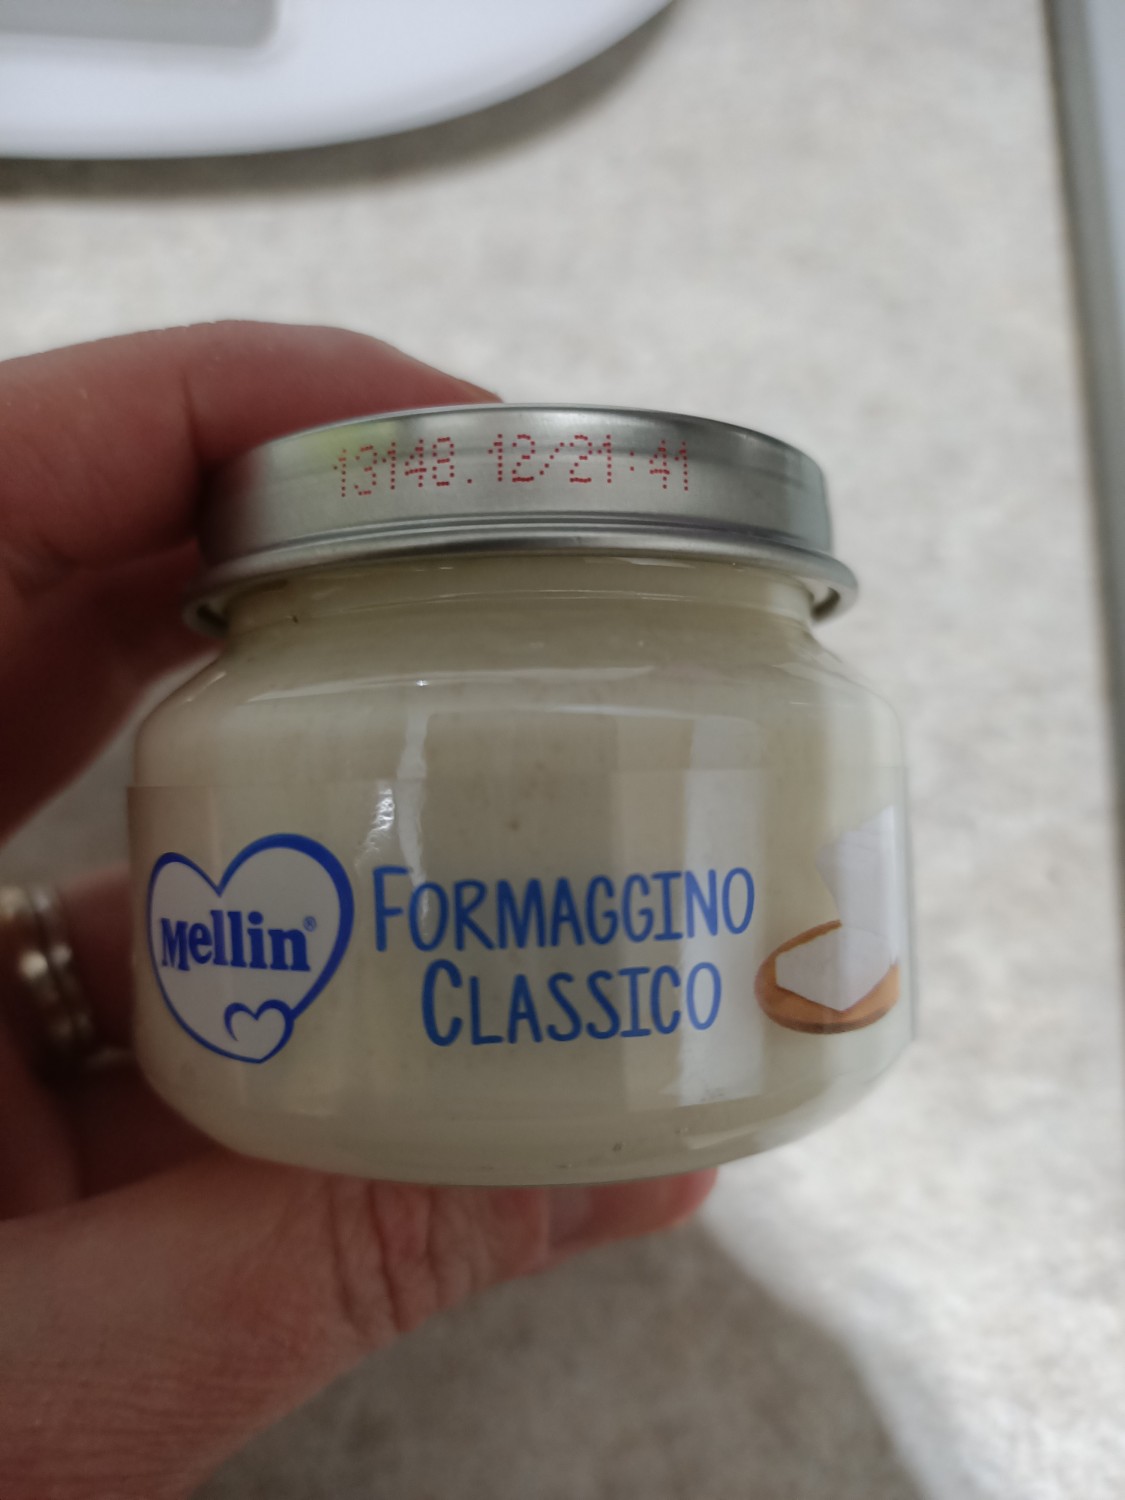 13148. 12/21:41
Mellin®
FORMAGGINO
CLASSICO